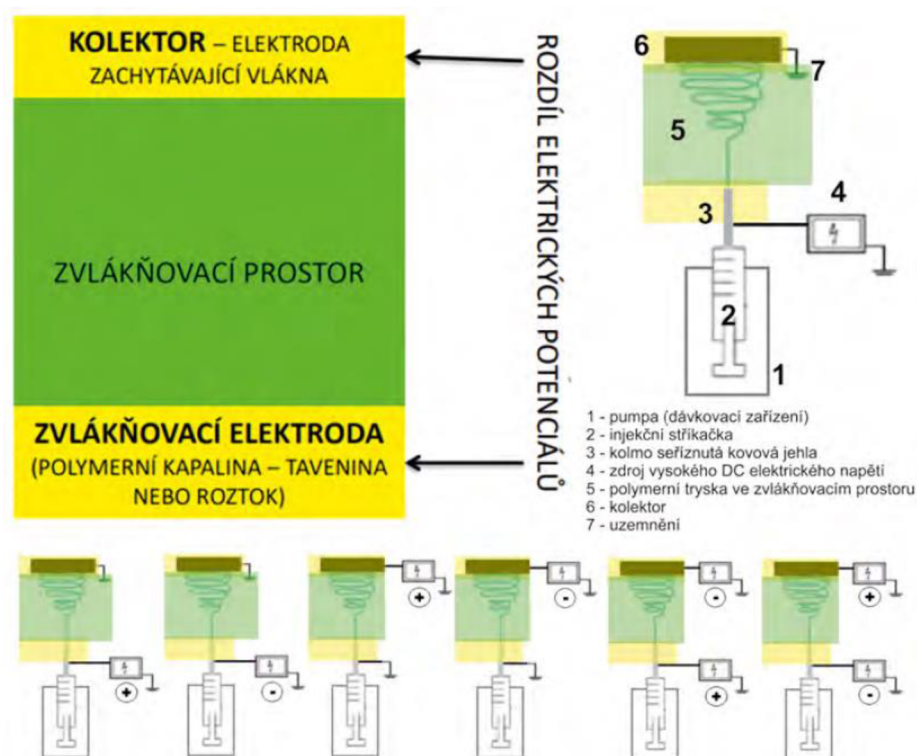 KOLEKTOR – ELEKTRODA
ZACHYTÁVAJÍCÍ VLÁKNA
ZVLÁKŇOVACÍ PROSTOR
ZVLÁKŇOVACÍ ELEKTRODA
(POLYMERNÍ KAPALINA – TAVENINA
NEBO ROZTOK)
ROZDÍL ELEKTRICKÝCH POTENCIÁLŮ
6
7
5
4
3
2
1
1 - pumpa (dávkovací zařízení)
2 - injekční stříkačka
3 - kolmo seříznutá kovová jehla
4 - zdroj vysokého DC elektrického napětí
5 - polymerní tryska ve zvlákňovacím prostoru
6 - kolektor
7 - uzemnění
+
-
+
-
-
+
+
-